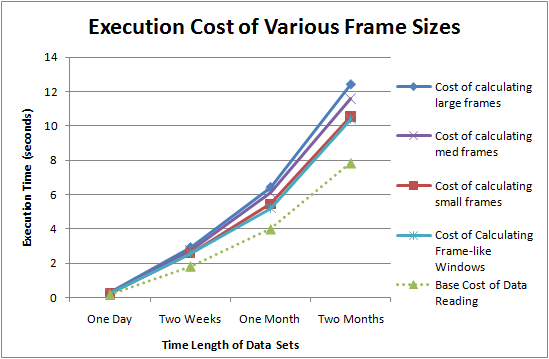 Execution Cost of Various Frame Sizes
Execution Time (seconds)
14
12
10
8
6
4
2
0
One Day Two Weeks One Month Two Months
Time Length of Data Sets
Cost of calculating
large frames
Cost of calculating
med frames
Cost of calculating
small frames
Cost of Calculating
Frame-like
Windows
Base Cost of Data
Reading